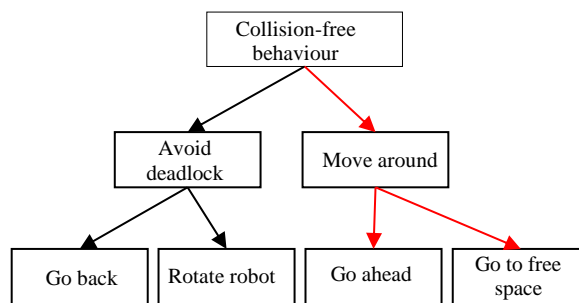 Collision-free
behaviour
Avoid
deadlock
Move around
Go back
Rotate robot
Go ahead
Go to free
space